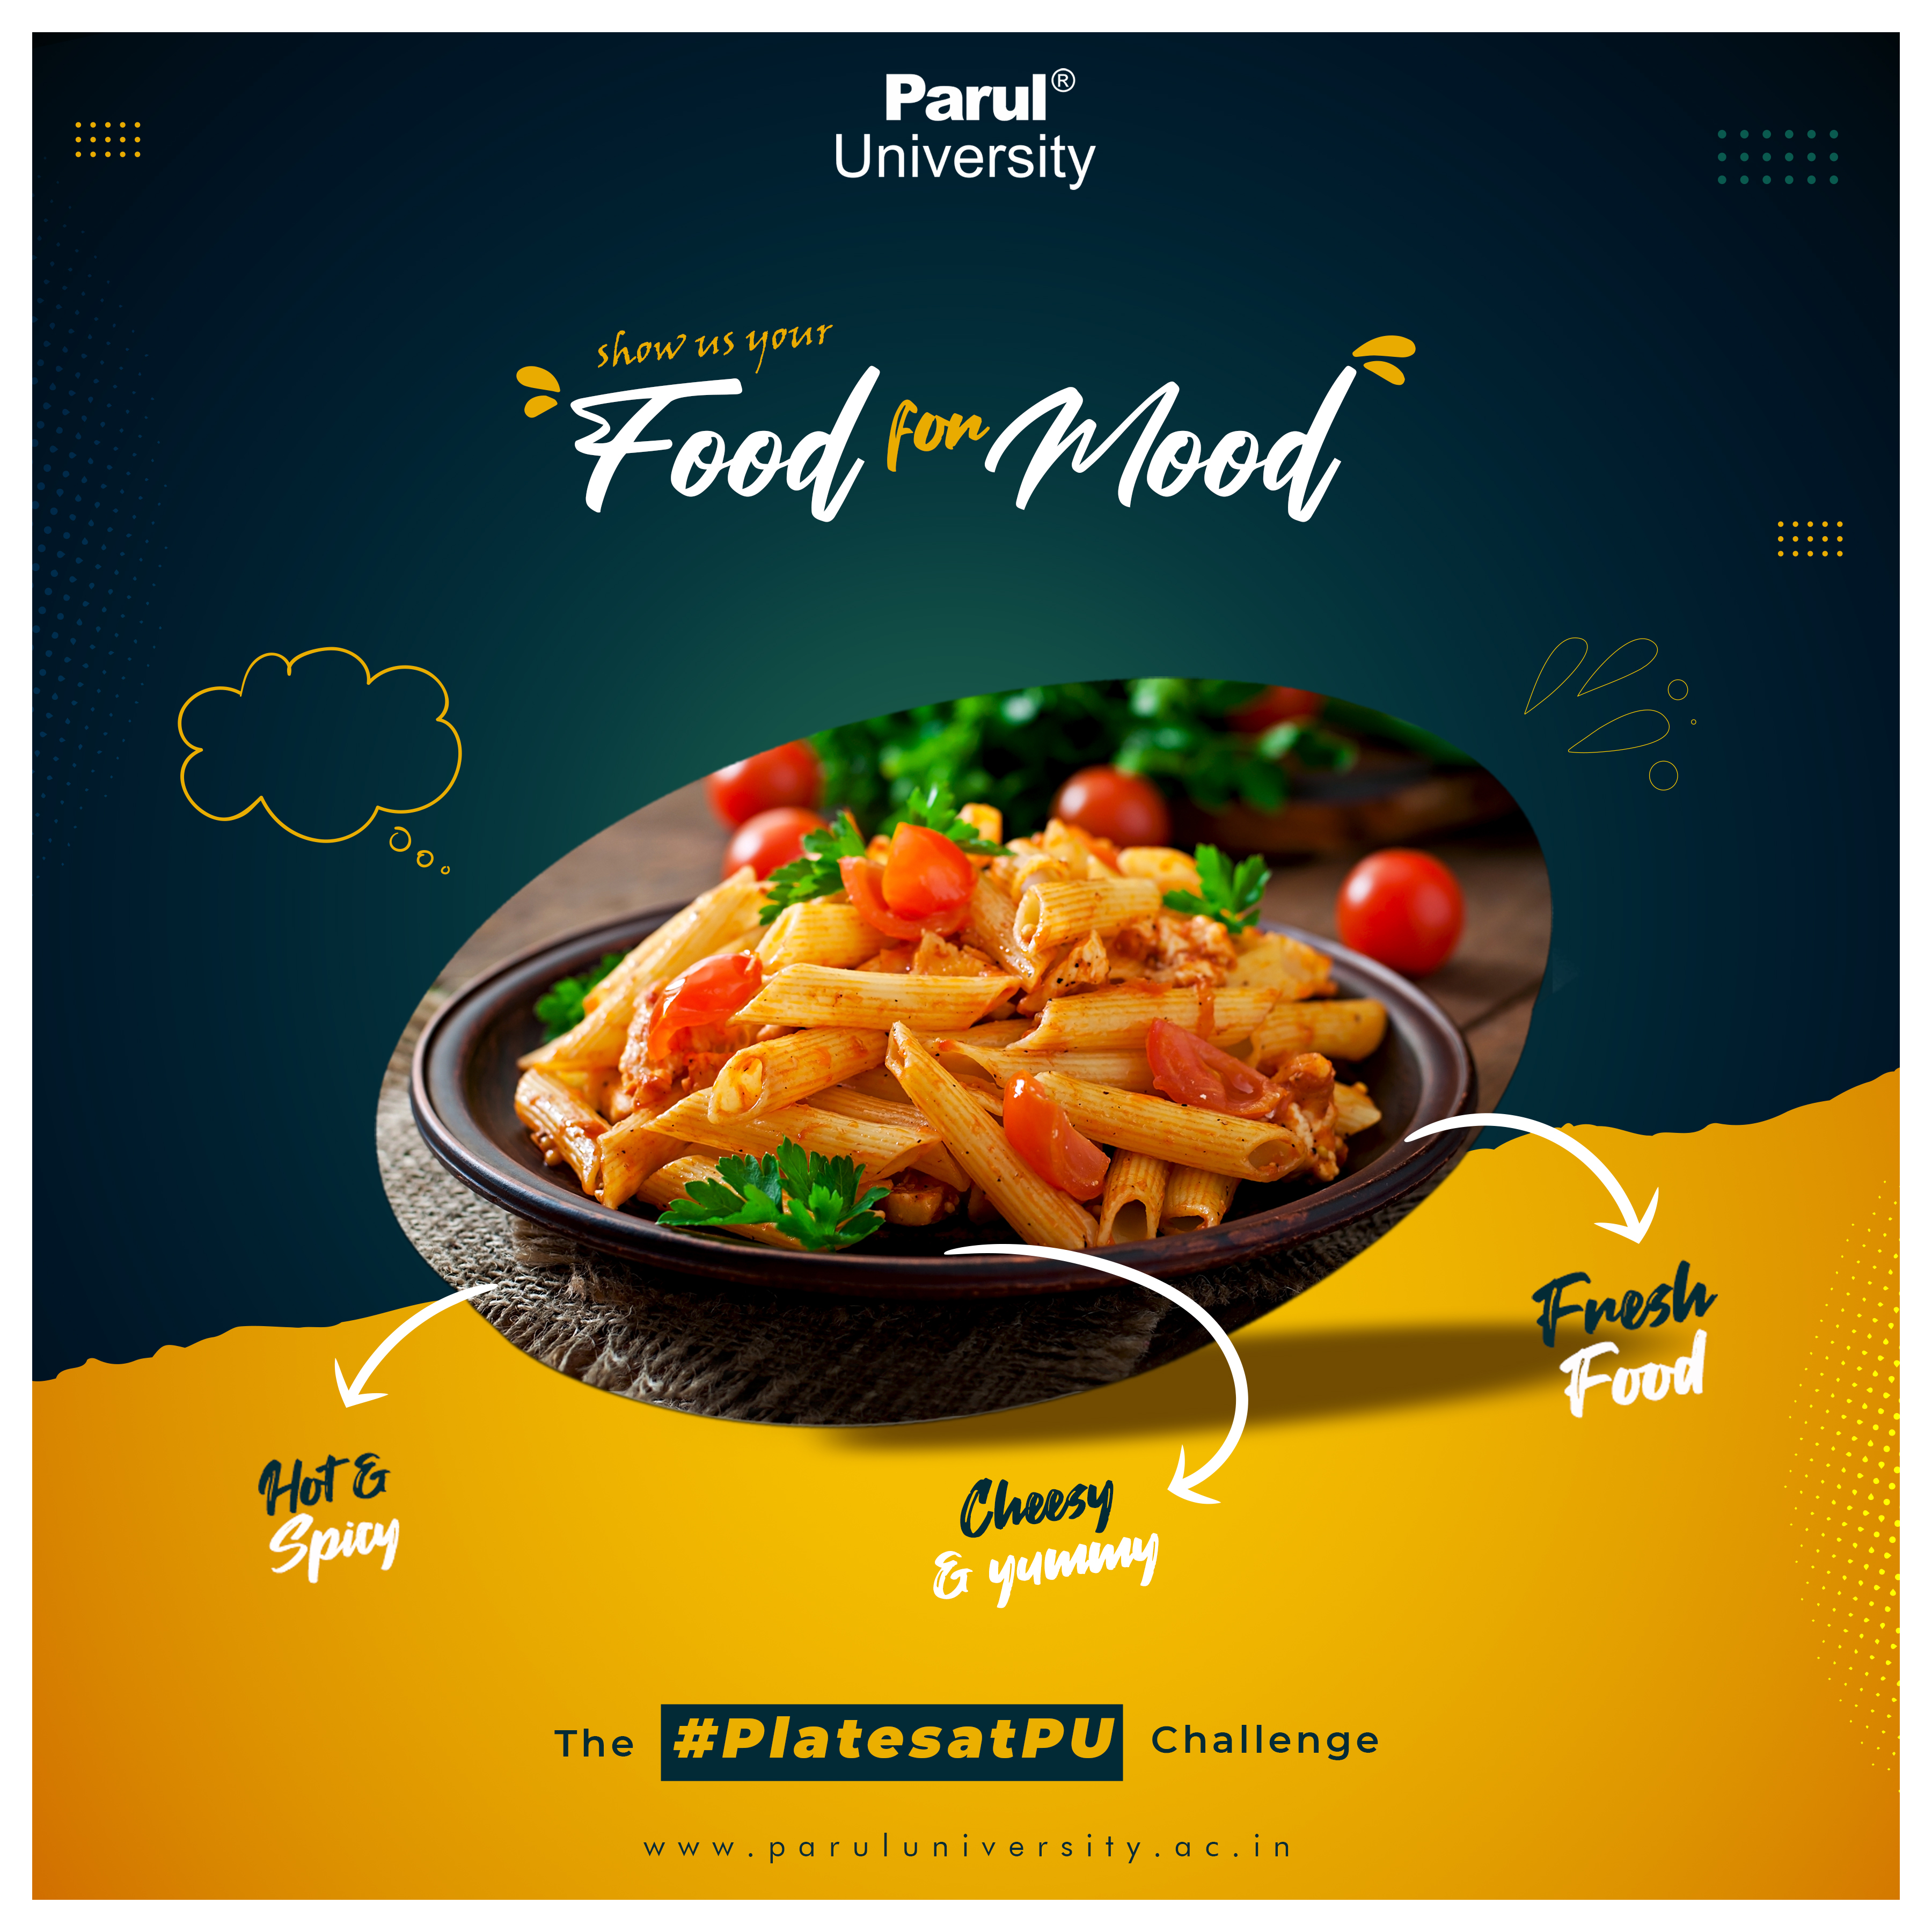 Parul®
University
show us your
Food for Mood
Fresh
Food
Hot &
Spicy
Cheesy
& yummy
The #PlatesatPU Challenge
www.paruluniversity.ac.in